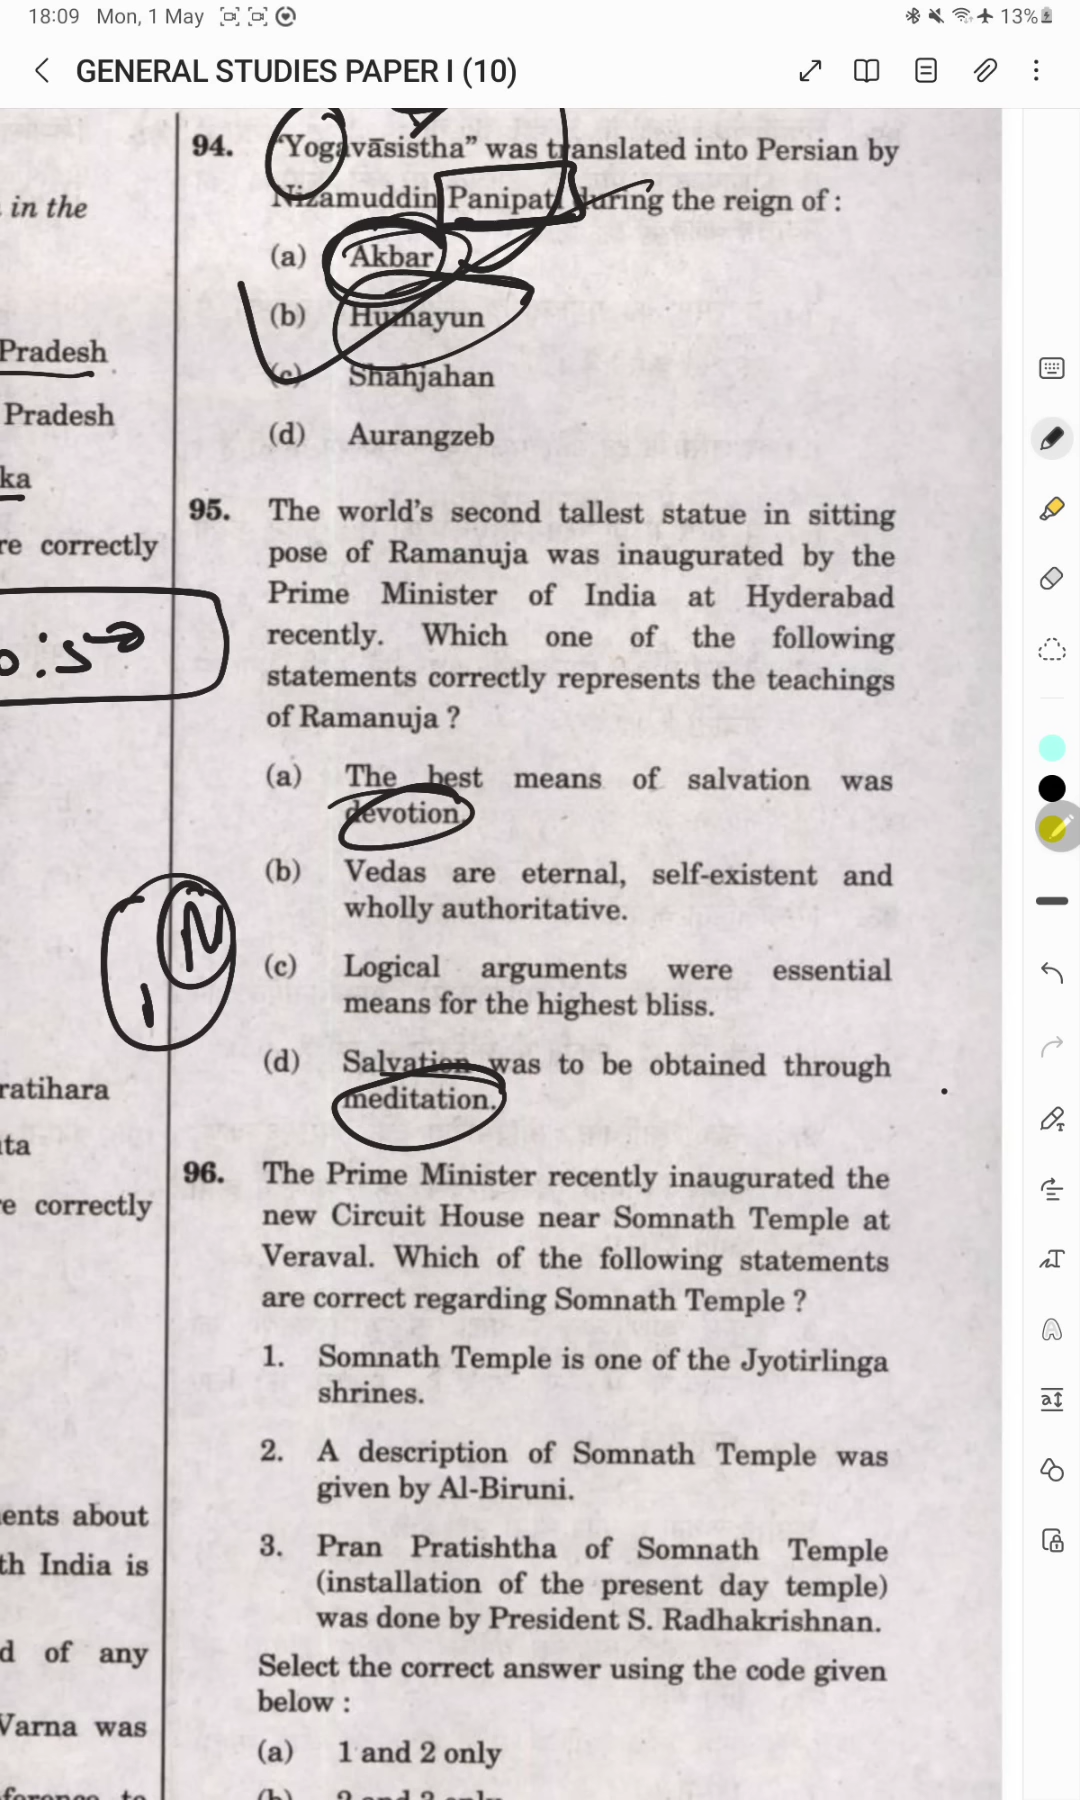 18:09 Mon, 1 May
13%
GENERAL STUDIES PAPER I (10)
in the
Pradesh
Pradesh
ka
re correctly
ratihara
ta
e correctly
ents about
th India is
d of any
Varna was
94. "Yogavāsistha" was translated into Persian by
Nizamuddin Panipati during the reign of :
(a) Akbar
(b) Humayun
(c) Shahjahan
(d) Aurangzeb
95. The world's second tallest statue in sitting
pose of Ramanuja was inaugurated by the
Prime Minister of India at Hyderabad
recently. Which one of the following
statements correctly represents the teachings
of Ramanuja ?
(a) The best means of salvation was
devotion.
(b) Vedas are eternal, self-existent and
wholly authoritative.
(c) Logical arguments were essential
means for the highest bliss.
(d) Salvation was to be obtained through
meditation.
96. The Prime Minister recently inaugurated the
new Circuit House near Somnath Temple at
Veraval. Which of the following statements
are correct regarding Somnath Temple ?
1. Somnath Temple is one of the Jyotirlinga
shrines.
2. A description of Somnath Temple was
given by Al-Biruni.
3. Pran Pratishtha of Somnath Temple
(installation of the present day temple)
was done by President S. Radhakrishnan.
Select the correct answer using the code given
below :
(a) 1 and 2 only